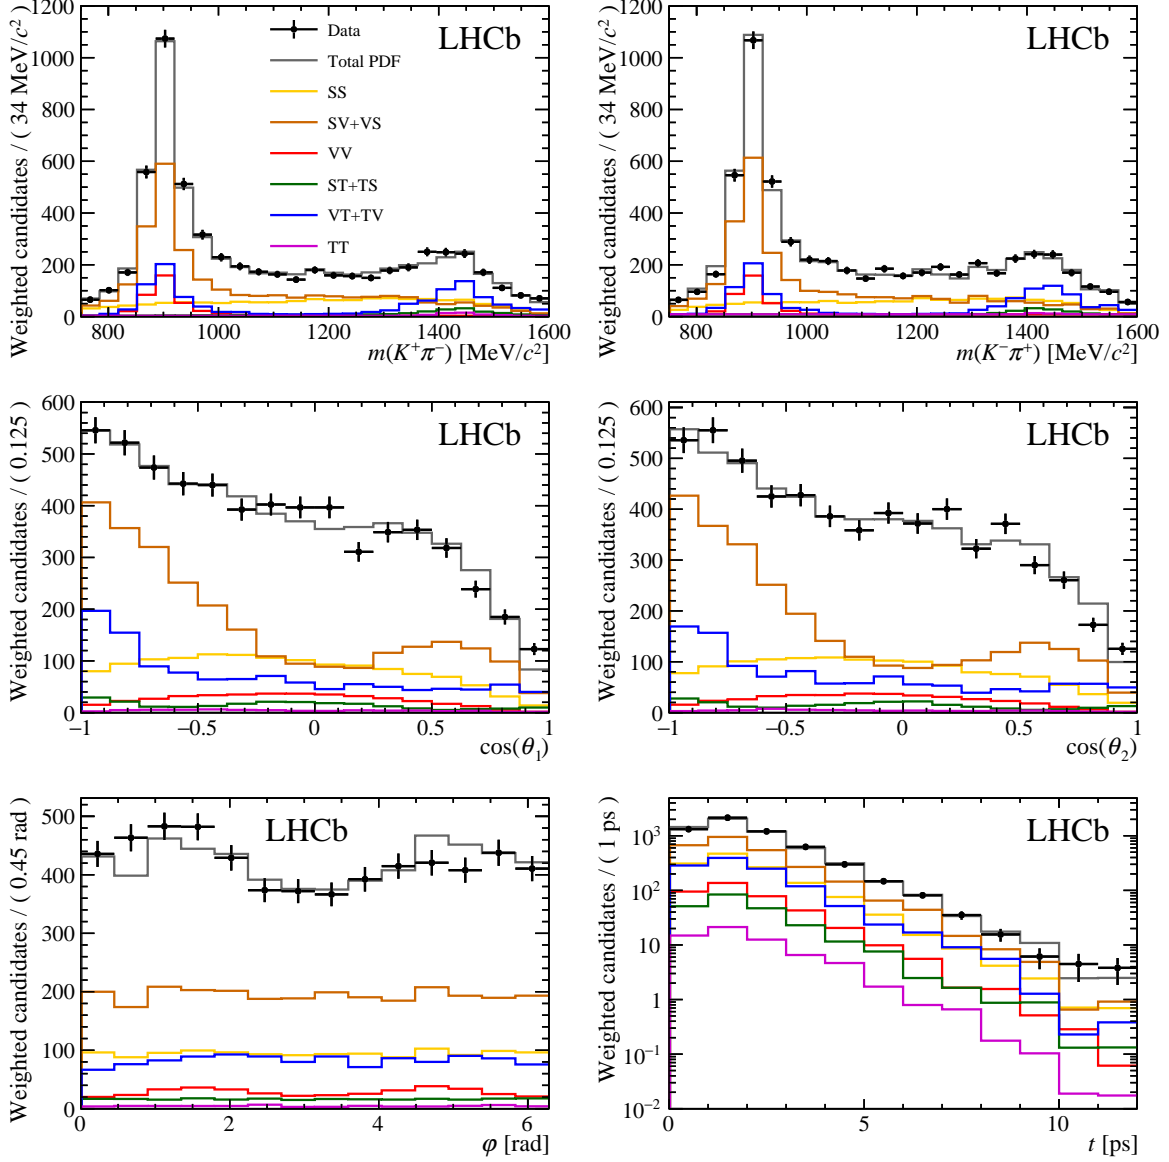 Weighted candidates / ( 34 MeV/c² )
1200
1000
800
600
400
200
0
LHCb
Data
Total PDF
SS
SV+VS
VV
ST+TS
VT+TV
TT
800 1000 1200 1400 1600
m(K⁺π⁻) [MeV/c²]
Weighted candidates / ( 34 MeV/c² )
1200
1000
800
600
400
200
0
LHCb
800 1000 1200 1400 1600
m(K⁻π⁺) [MeV/c²]
Weighted candidates / ( 0.125 )
600
500
400
300
200
100
0
LHCb
−1 −0.5 0 0.5 1
cos(θ₁)
Weighted candidates / ( 0.125 )
600
500
400
300
200
100
0
LHCb
−1 −0.5 0 0.5 1
cos(θ₂)
Weighted candidates / ( 0.45 rad )
500
400
300
200
100
0
LHCb
0 2 4 6
φ [rad]
Weighted candidates / ( 1 ps )
10³
10²
10
1
10⁻¹
10⁻²
LHCb
0 5 10
t [ps]